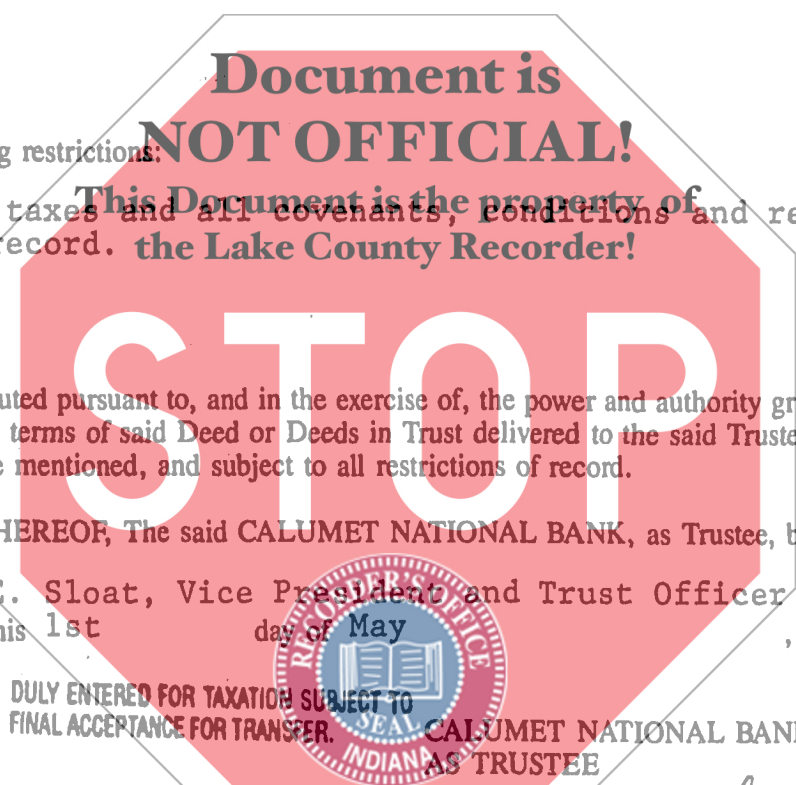 Document is
NOT OFFICIAL!
g restrictions:
This Document is the property of
taxes and all covenants, conditions and re
the Lake County Recorder!
ecord.
STOP
uted pursuant to, and in the exercise of, the power and authority gr
terms of said Deed or Deeds in Trust delivered to the said Truste
e mentioned, and subject to all restrictions of record.
HEREOF, The said CALUMET NATIONAL BANK, as Trustee, b
. Sloat, Vice President and Trust Officer
his 1st day of May ,
RECORDER'S OFFICE
SEAL
INDIANA
DULY ENTERED FOR TAXATION SUBJECT TO
FINAL ACCEPTANCE FOR TRANSFER.
CALUMET NATIONAL BAN
AS TRUSTEE